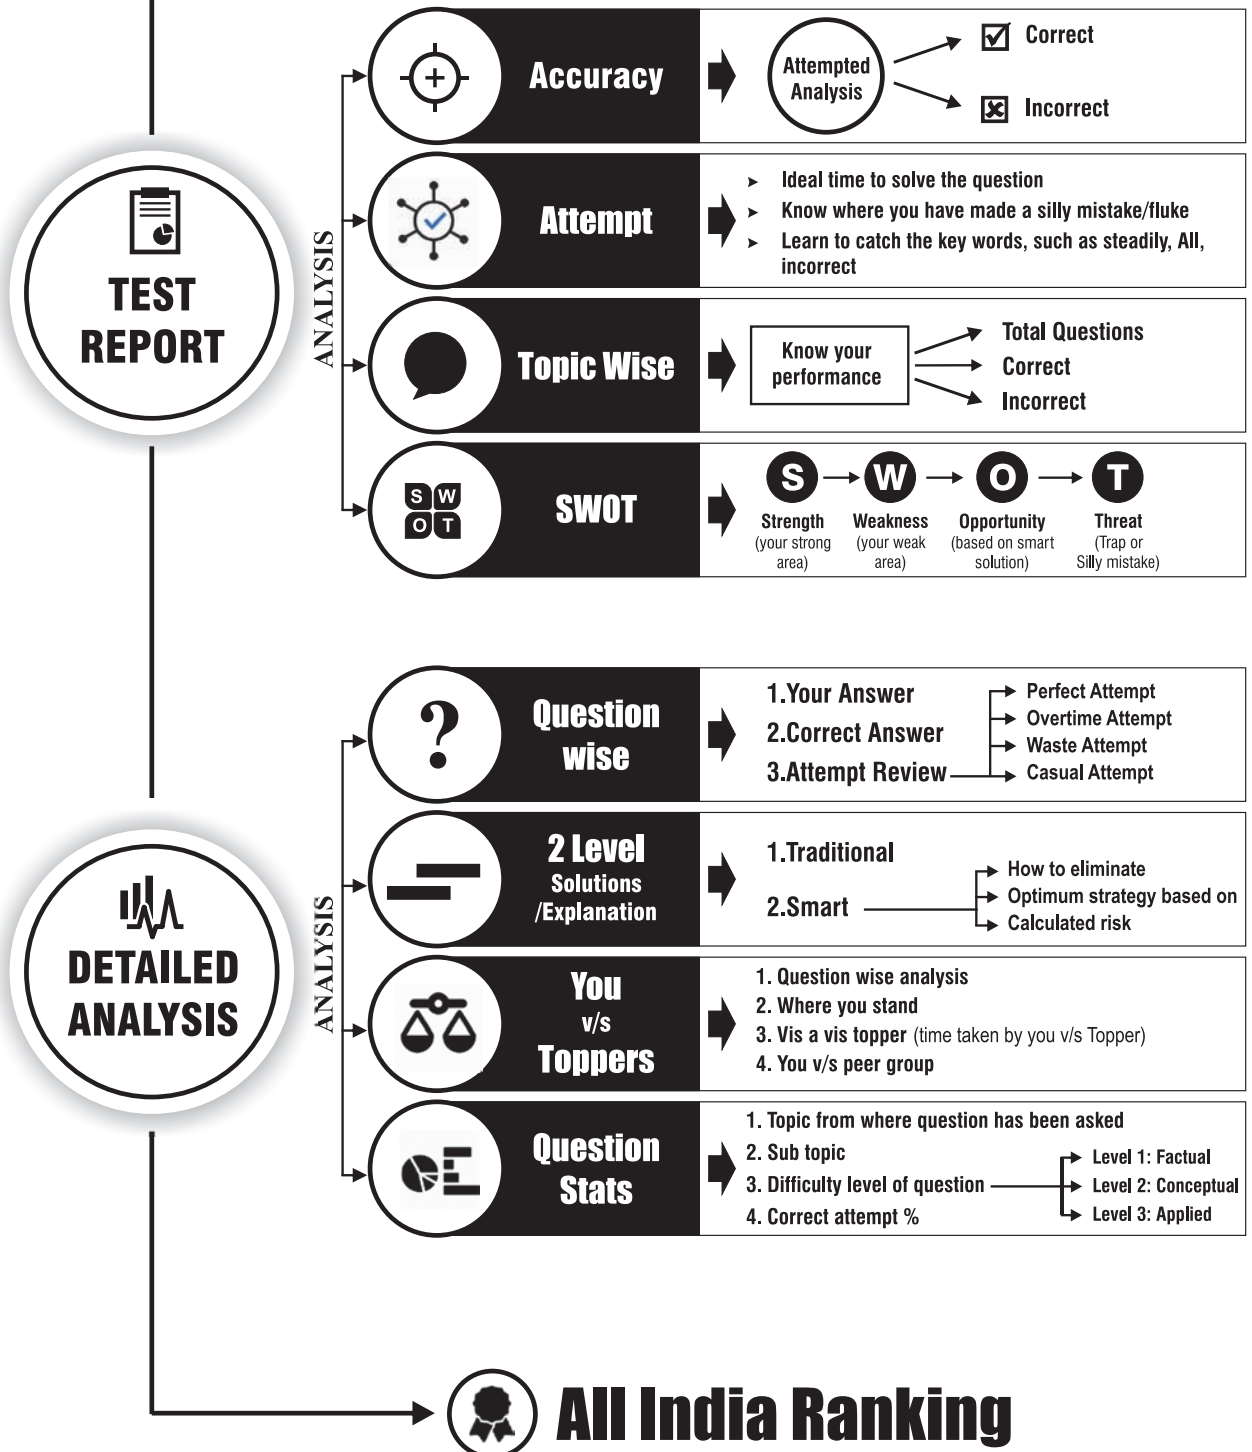 TEST
REPORT
ANALYSIS
Accuracy
Attempted
Analysis
Correct
Incorrect
Attempt
➤ Ideal time to solve the question
➤ Know where you have made a silly mistake/fluke
➤ Learn to catch the key words, such as steadily, All,
incorrect
Topic Wise
Know your
performance
Total Questions
Correct
Incorrect
S W
O T
SWOT
S W O T
Strength Weakness Opportunity Threat
(your strong (your weak (based on smart (Trap or
area) area) solution) Silly mistake)
DETAILED
ANALYSIS
ANALYSIS
?
Question
wise
1.Your Answer
2.Correct Answer
3.Attempt Review
Perfect Attempt
Overtime Attempt
Waste Attempt
Casual Attempt
2 Level
Solutions
/Explanation
1.Traditional
2.Smart
How to eliminate
Optimum strategy based on
Calculated risk
You
v/s
Toppers
1. Question wise analysis
2. Where you stand
3. Vis a vis topper (time taken by you v/s Topper)
4. You v/s peer group
Question
Stats
1. Topic from where question has been asked
2. Sub topic
3. Difficulty level of question
4. Correct attempt %
Level 1: Factual
Level 2: Conceptual
Level 3: Applied
All India Ranking